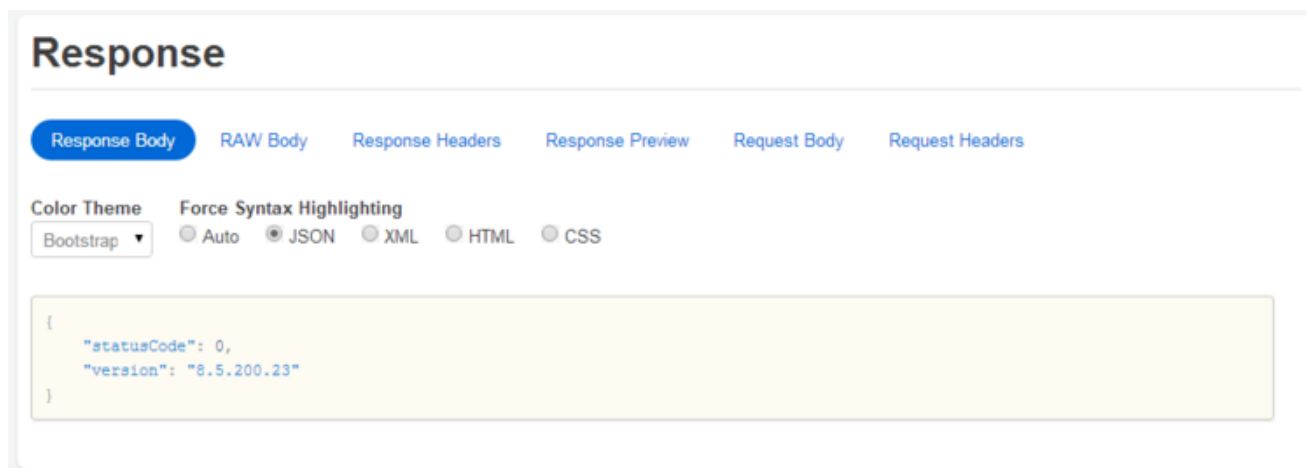 Response
Response Body RAW Body Response Headers Response Preview Request Body Request Headers
Color Theme Force Syntax Highlighting
Bootstrap Auto JSON XML HTML CSS
{
"statusCode": 0,
"version": "8.5.200.23"
}